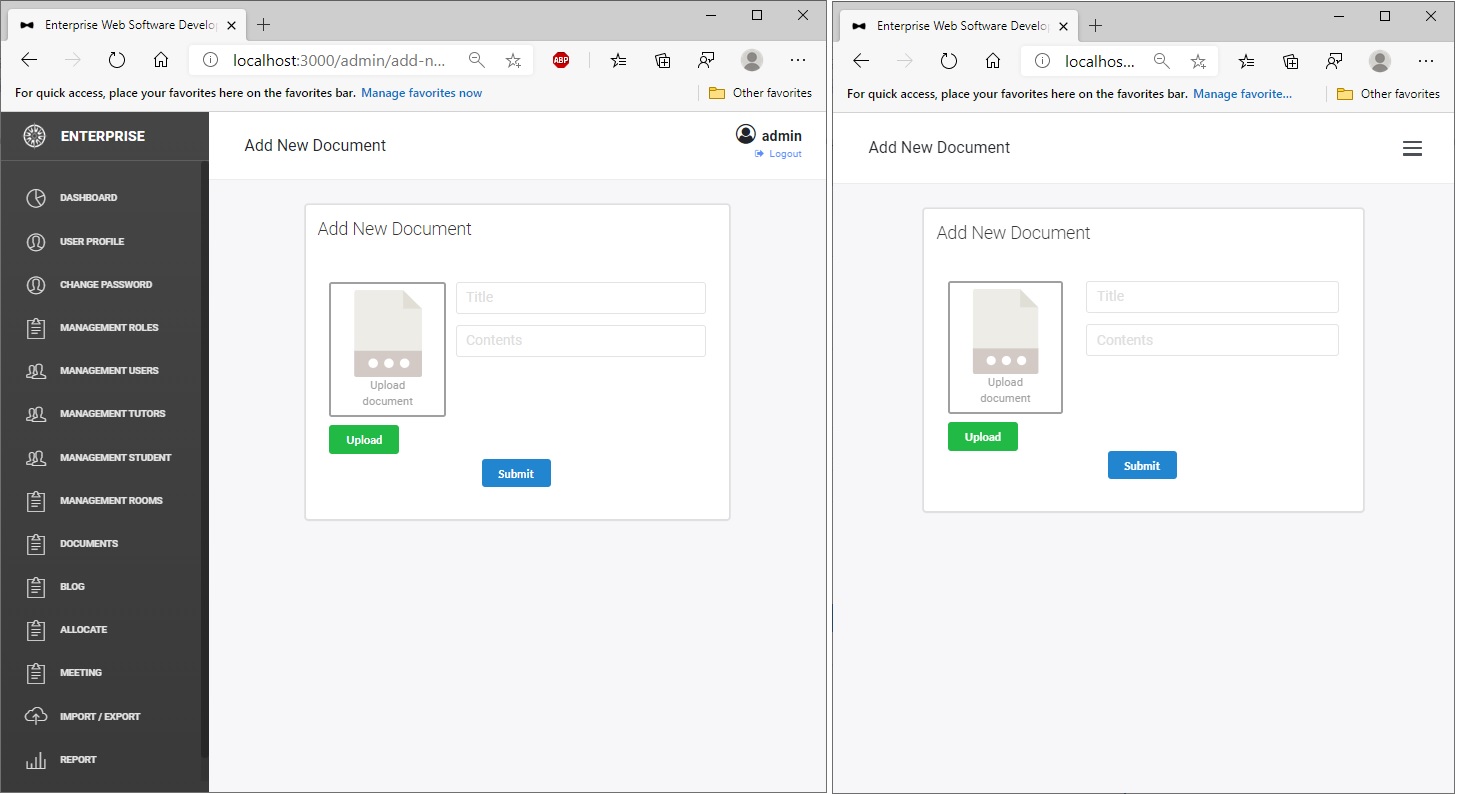 Enterprise Web Software Develop
localhost:3000/admin/add-n...
ABP
For quick access, place your favorites here on the favorites bar. Manage favorites now
Other favorites
ENTERPRISE
DASHBOARD
USER PROFILE
CHANGE PASSWORD
MANAGEMENT ROLES
MANAGEMENT USERS
MANAGEMENT TUTORS
MANAGEMENT STUDENT
MANAGEMENT ROOMS
DOCUMENTS
BLOG
ALLOCATE
MEETING
IMPORT / EXPORT
REPORT
Add New Document
admin
Logout
Add New Document
Upload
document
Title
Contents
Upload
Submit
Enterprise Web Software Develop
localhos...
For quick access, place your favorites here on the favorites bar. Manage favorite...
Other favorites
Add New Document
Add New Document
Upload
document
Title
Contents
Upload
Submit